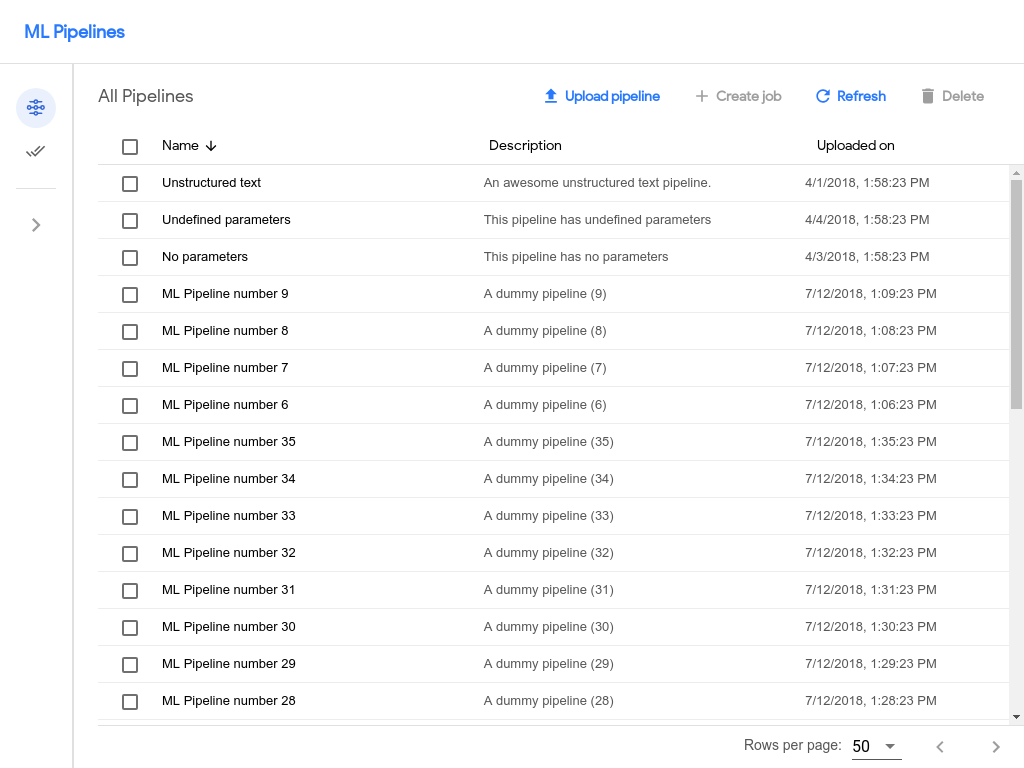 ML Pipelines
All Pipelines Upload pipeline Create job Refresh Delete
Name Description Uploaded on
Unstructured text An awesome unstructured text pipeline. 4/1/2018, 1:58:23 PM
Undefined parameters This pipeline has undefined parameters 4/4/2018, 1:58:23 PM
No parameters This pipeline has no parameters 4/3/2018, 1:58:23 PM
ML Pipeline number 9 A dummy pipeline (9) 7/12/2018, 1:09:23 PM
ML Pipeline number 8 A dummy pipeline (8) 7/12/2018, 1:08:23 PM
ML Pipeline number 7 A dummy pipeline (7) 7/12/2018, 1:07:23 PM
ML Pipeline number 6 A dummy pipeline (6) 7/12/2018, 1:06:23 PM
ML Pipeline number 35 A dummy pipeline (35) 7/12/2018, 1:35:23 PM
ML Pipeline number 34 A dummy pipeline (34) 7/12/2018, 1:34:23 PM
ML Pipeline number 33 A dummy pipeline (33) 7/12/2018, 1:33:23 PM
ML Pipeline number 32 A dummy pipeline (32) 7/12/2018, 1:32:23 PM
ML Pipeline number 31 A dummy pipeline (31) 7/12/2018, 1:31:23 PM
ML Pipeline number 30 A dummy pipeline (30) 7/12/2018, 1:30:23 PM
ML Pipeline number 29 A dummy pipeline (29) 7/12/2018, 1:29:23 PM
ML Pipeline number 28 A dummy pipeline (28) 7/12/2018, 1:28:23 PM
Rows per page: 50